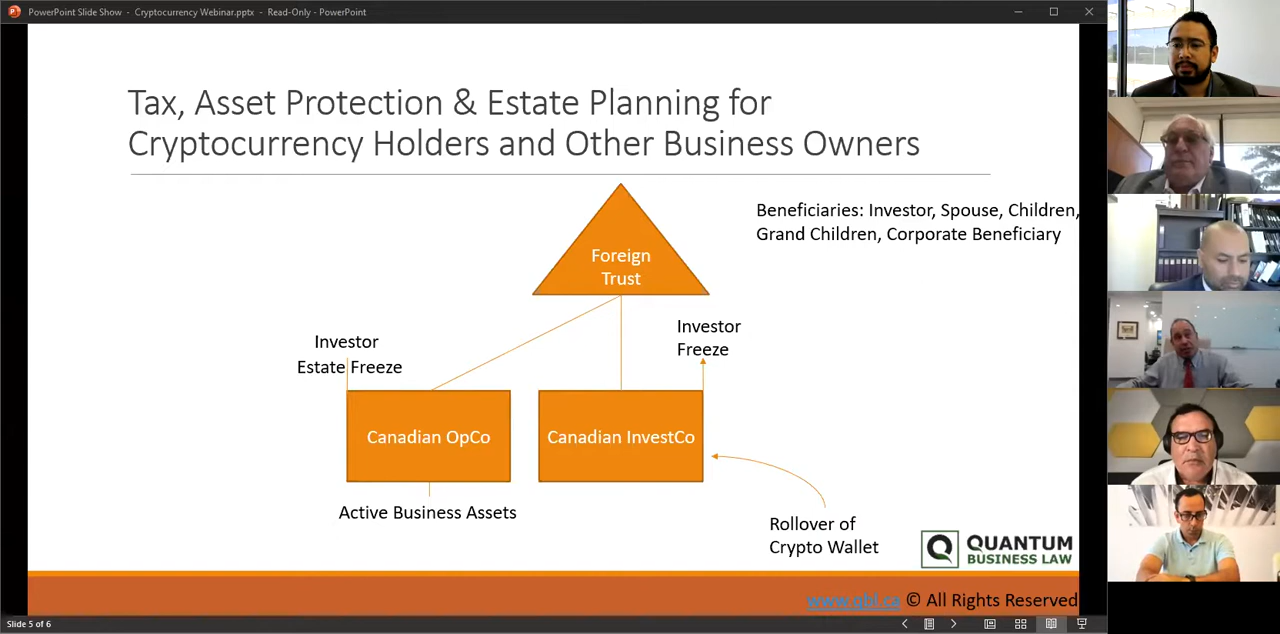 PowerPoint Slide Show - Cryptocurrency Webinar.pptx - Read-Only - PowerPoint
Tax, Asset Protection & Estate Planning for
Cryptocurrency Holders and Other Business Owners
Beneficiaries: Investor, Spouse, Children,
Grand Children, Corporate Beneficiary
Foreign
Trust
Investor
Estate Freeze
Investor
Freeze
Canadian OpCo
Canadian InvestCo
Active Business Assets
Rollover of
Crypto Wallet
Q QUANTUM
BUSINESS LAW
www.qbl.ca © All Rights Reserved
Slide 5 of 6